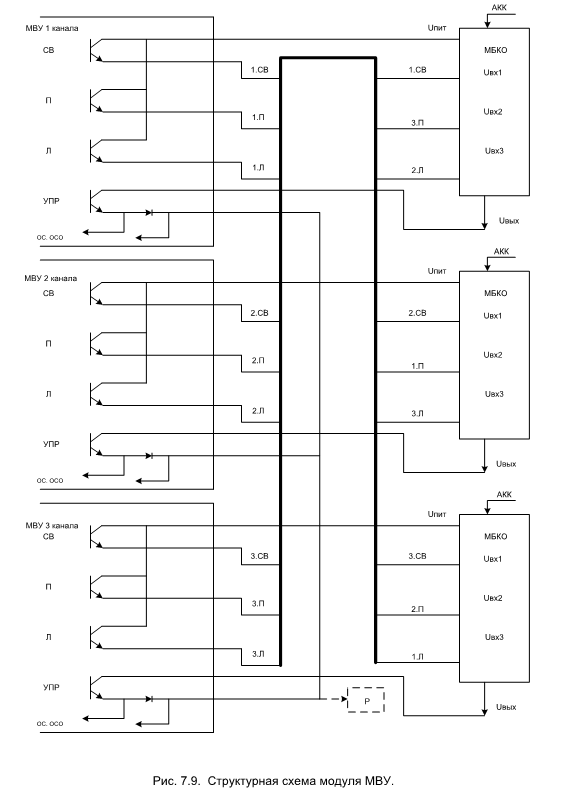 АКК
МВУ 1 канала
Uпит
МБКО
СВ
1.СВ
1.СВ
Uвх1
П
1.П
3.П
Uвх2
Л
1.Л
2.Л
Uвх3
УПР
Uвых
ОС. ОСО
АКК
МВУ 2 канала
Uпит
МБКО
СВ
2.СВ
2.СВ
Uвх1
П
2.П
1.П
Uвх2
Л
2.Л
3.Л
Uвх3
УПР
Uвых
ОС. ОСО
АКК
МВУ 3 канала
Uпит
МБКО
СВ
3.СВ
3.СВ
Uвх1
П
3.П
2.П
Uвх2
Л
3.Л
1.Л
Uвх3
УПР
Р
Uвых
ОС. ОСО
Рис. 7.9. Структурная схема модуля МВУ.